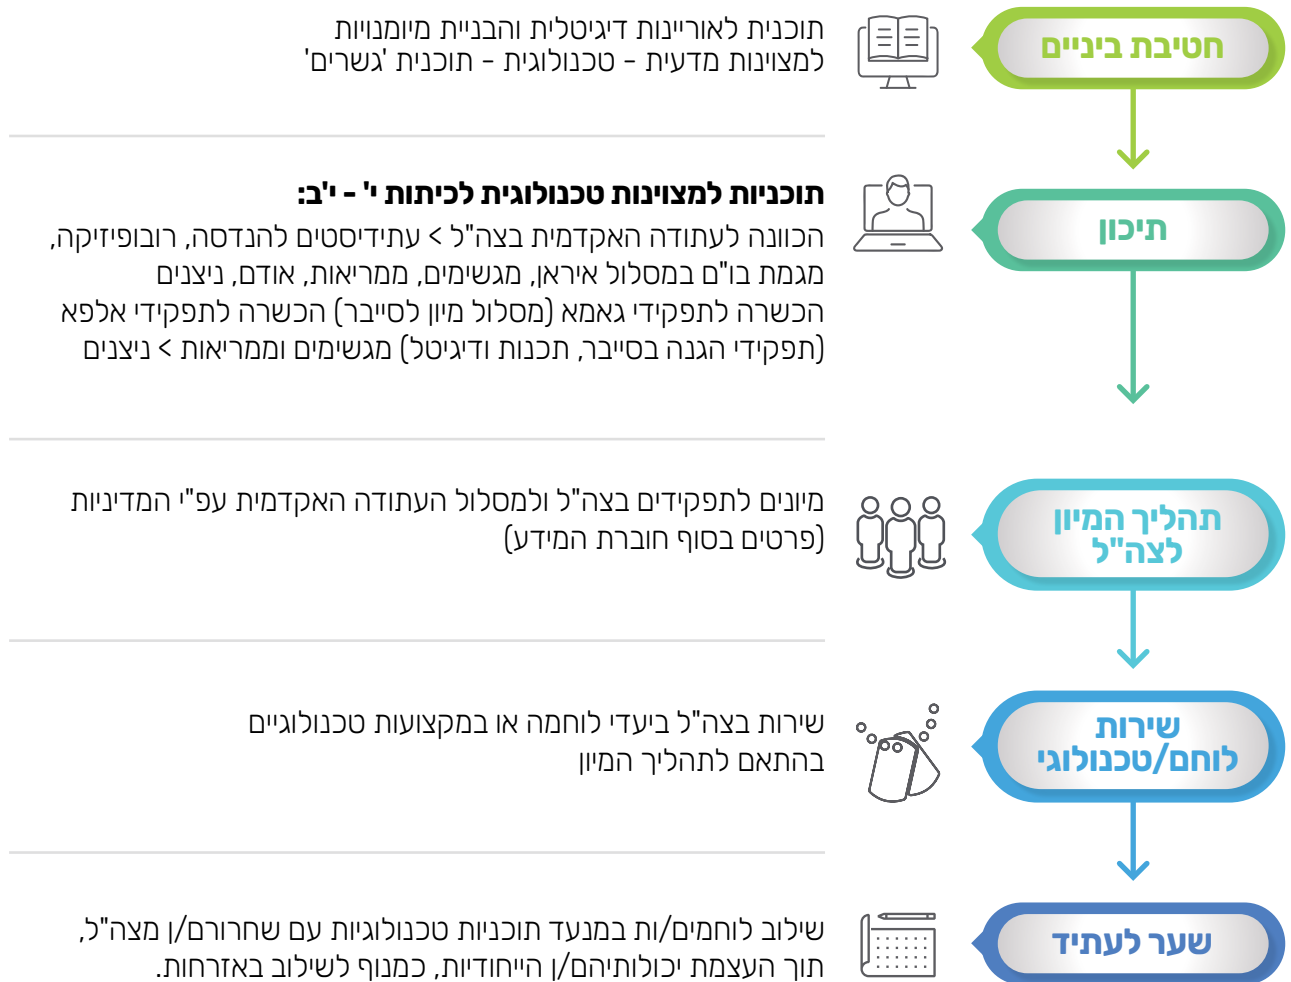 חטיבת ביניים
תוכנית לאוריינות דיגיטלית והבניית מיומנויות
למצוינות מדעית - טכנולוגית - תוכנית 'גשרים'
תיכון
תוכניות למצוינות טכנולוגית לכיתות י' - י'ב:
הכוונה לעתודה האקדמית בצה"ל > עתידיסטים להנדסה, רובופיזיקה,
מגמת בו"ם במסלול איראן, מגשימים, ממריאות, אודם, ניצנים
הכשרה לתפקידי גאמא (מסלול מיון לסייבר) הכשרה לתפקידי אלפא
(תפקידי הגנה בסייבר, תכנות ודיגיטל) מגשימים וממריאות > ניצנים
תהליך המיון
לצה"ל
מיונים לתפקידים בצה"ל ולמסלול העתודה האקדמית עפ"י המדיניות
(פרטים בסוף חוברת המידע)
שירות
לוחם/טכנולוגי
שירות בצה"ל ביעדי לוחמה או במקצועות טכנולוגיים
בהתאם לתהליך המיון
שער לעתיד
שילוב לוחמים/ות במנעד תוכניות טכנולוגיות עם שחרורם/ן מצה"ל,
תוך העצמת יכולותיהם/ן הייחודיות, כמנוף לשילוב באזרחות.